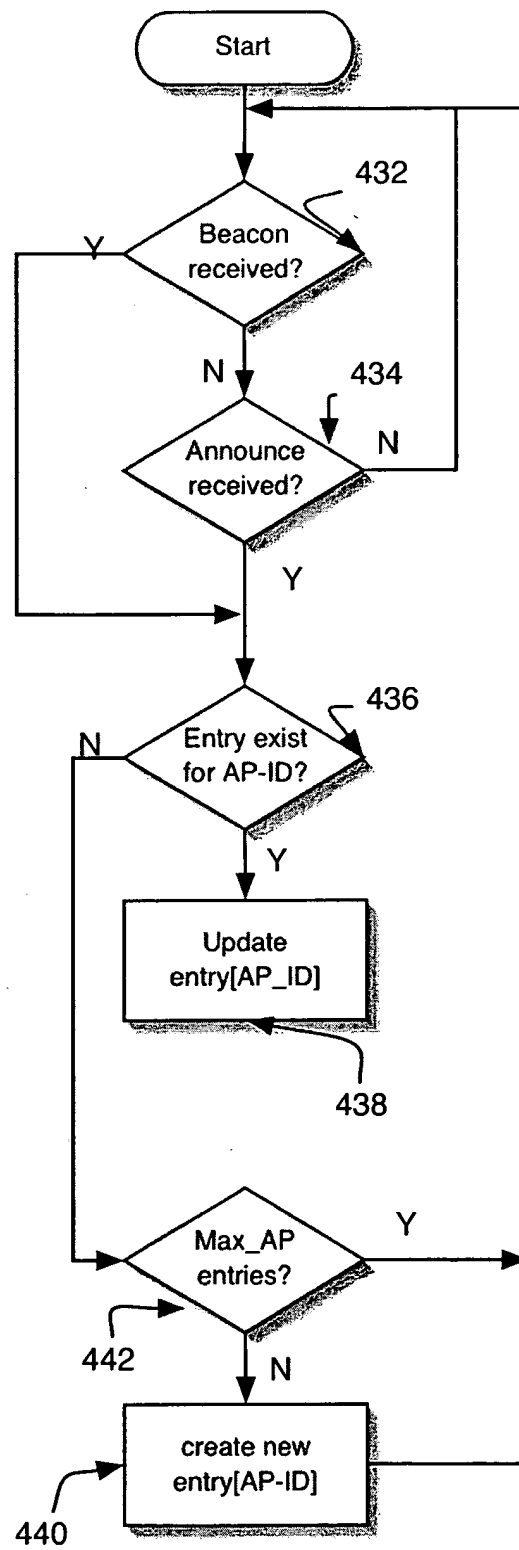 Start
432
Beacon
received?
Y
N
434
Announce
received?
N
Y
436
Entry exist
for AP-ID?
N
Y
Update
entry[AP_ID]
438
Max_AP
entries?
Y
442
N
create new
entry[AP-ID]
440